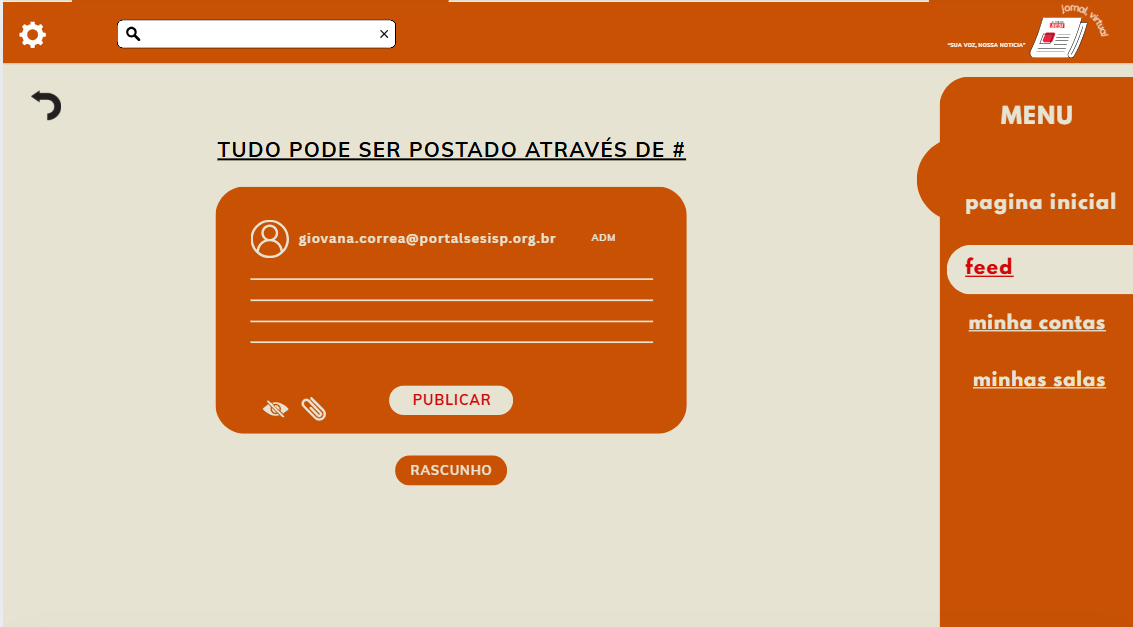 jornal virtual
"SUA VOZ, NOSSA NOTICIA"
MENU
TUDO PODE SER POSTADO ATRAVÉS DE #
pagina inicial
giovana.correa@portalsesisp.org.br ADM
feed
minha contas
minhas salas
PUBLICAR
RASCUNHO